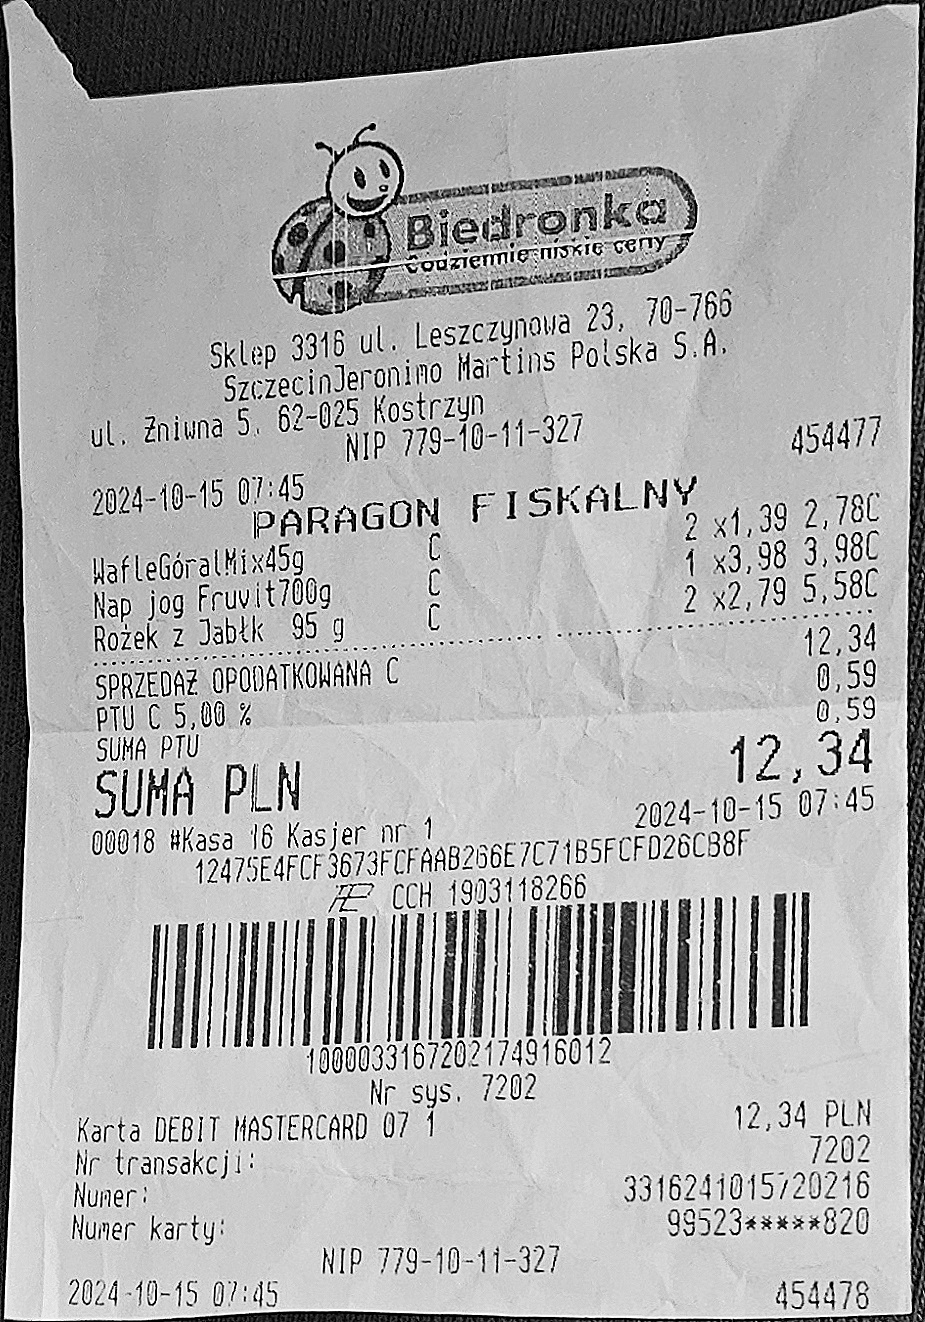 Biedronka
Codziennie niskie ceny
Sklep 3316 ul. Leszczynowa 23, 70-766
SzczecinJeronimo Martins Polska S.A.
ul. Żniwna 5, 62-025 Kostrzyn
NIP 779-10-11-327
2024-10-15 07:45 454477
PARAGON FISKALNY
WafleGóralMix45g C 2 x1,39 2,78C
Nap jog Fruvit700g C 1 x3,98 3,98C
Rożek z Jabłk 95 g C 2 x2,79 5,58C
SPRZEDAŻ OPODATKOWANA C 12,34
PTU C 5,00 % 0,59
SUMA PTU 0,59
SUMA PLN 12,34
00018 #Kasa 16 Kasjer nr 1 2024-10-15 07:45
12475E4FCF3673FCFAAB266E7C71B5FCFD26CB8F
CCH 1903118266
1000033167202174916012
Nr sys. 7202
Karta DEBIT MASTERCARD 07 1 12,34 PLN
Nr transakcji: 7202
Numer: 3316241015720216
Numer karty: 99523*****820
NIP 779-10-11-327
2024-10-15 07:45 454478